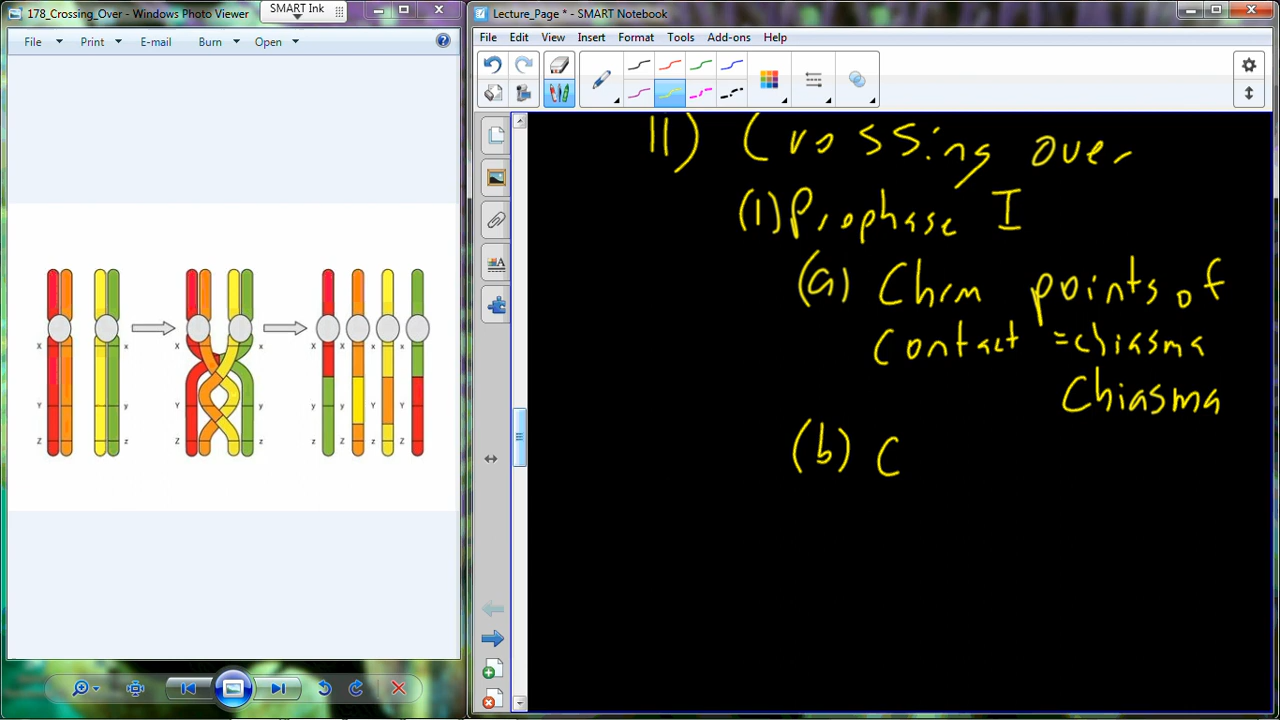 178_Crossing_Over - Windows Photo Viewer
SMART Ink
File Print E-mail Burn Open
X x X x
Y y Y y
Z z Z z z Z z Z
Lecture_Page * - SMART Notebook
File Edit View Insert Format Tools Add-ons Help
II) Crossing over
(1) Prophase I
(a) Chrm points of
contact = chiasma
Chiasma
(b) C